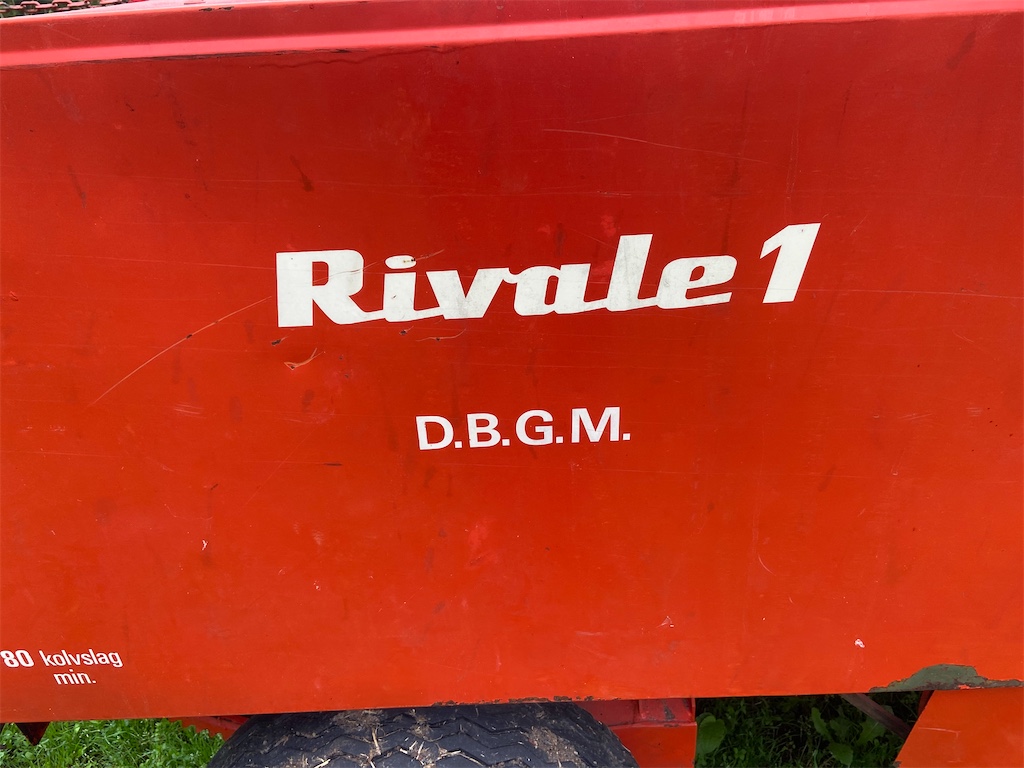 Rivale 1
D.B.G.M.
80 kolvslag
min.